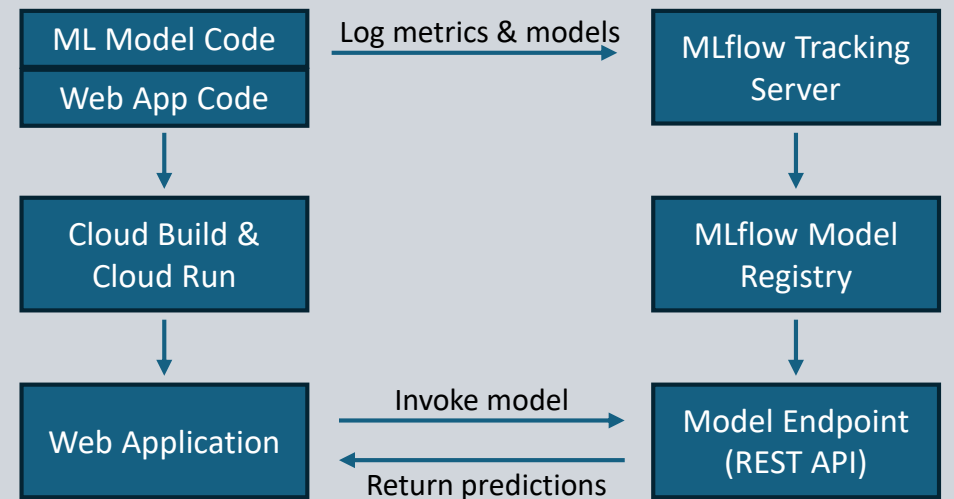 ML Model Code
Log metrics & models
MLflow Tracking
Server
Web App Code
Cloud Build &
Cloud Run
MLflow Model
Registry
Web Application
Invoke model
Return predictions
Model Endpoint
(REST API)